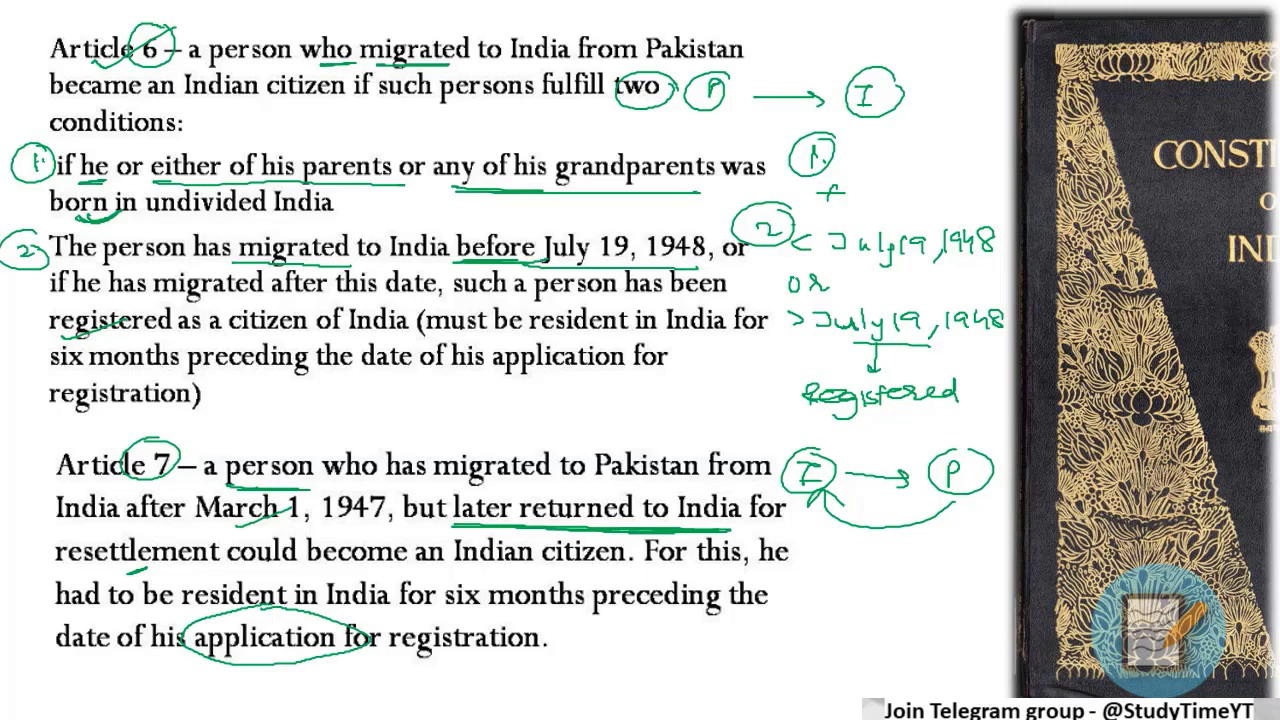 Article 6 – a person who migrated to India from Pakistan
became an Indian citizen if such persons fulfill two
conditions:
P → I
1. if he or either of his parents or any of his grandparents was
born in undivided India
2) The person has migrated to India before July 19, 1948, or
if he has migrated after this date, such a person has been
registered as a citizen of India (must be resident in India for
six months preceding the date of his application for
registration)
1.
+
2 < July 19, 1948
or
> July 19, 1948
↓
Registered
Article 7 – a person who has migrated to Pakistan from
India after March 1, 1947, but later returned to India for
resettlement could become an Indian citizen. For this, he
had to be resident in India for six months preceding the
date of his application for registration.
I → P
CONST
O
IN
Join Telegram group - @StudyTimeYT